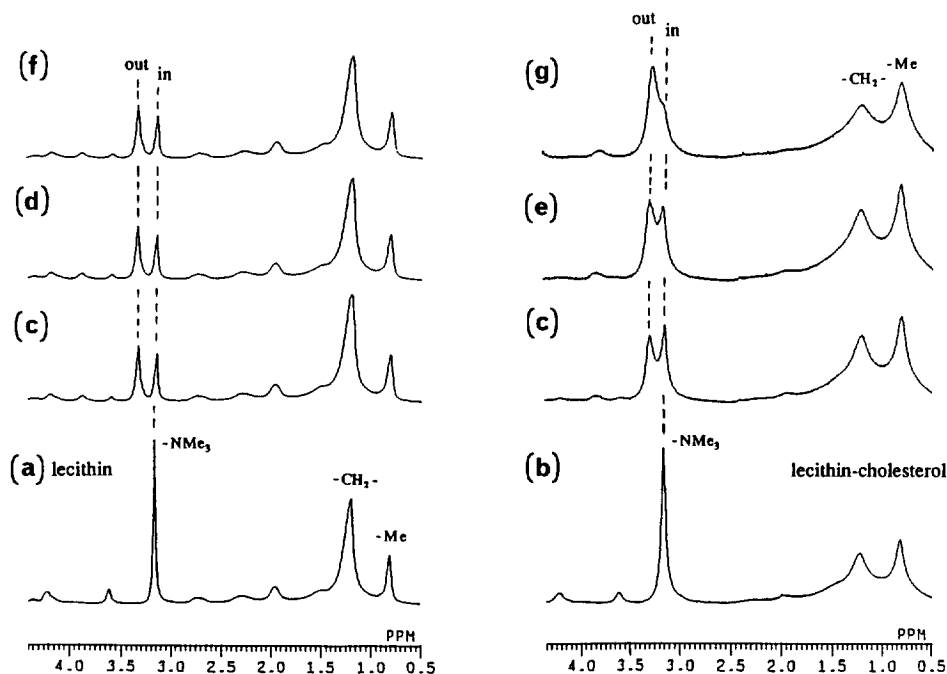 (f)
out
in
(d)
(c)
(a) lecithin
-NMe₃
-CH₂-
-Me
PPM
4.0 3.5 3.0 2.5 2.0 1.5 1.0 0.5
(g)
out
in
-CH₂-
-Me
(e)
(c)
(b)
-NMe₃
lecithin-cholesterol
PPM
4.0 3.5 3.0 2.5 2.0 1.5 1.0 0.5